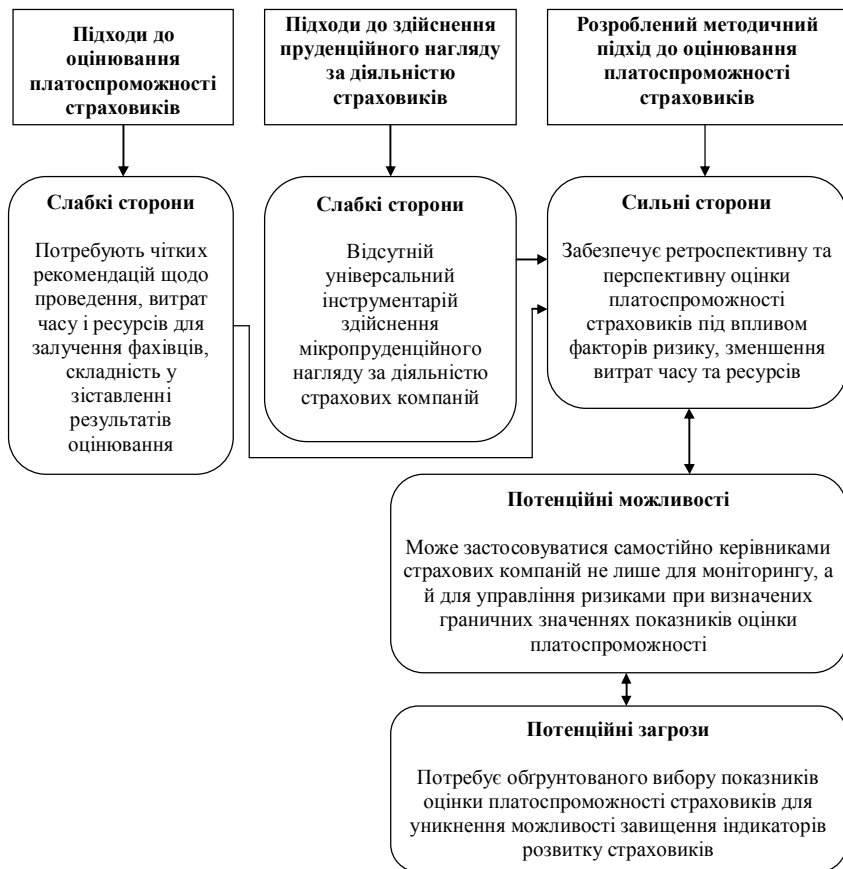 Підходи до
оцінювання
платоспроможності
страховиків
Підходи до здійснення
пруденційного нагляду
за діяльністю
страховиків
Розроблений методичний
підхід до оцінювання
платоспроможності
страховиків
Слабкі сторони
Потребують чітких
рекомендацій щодо
проведення, витрат
часу і ресурсів для
залучення фахівців,
складність у
зіставленні
результатів
оцінювання
Слабкі сторони
Відсутній
універсальний
інструментарій
здійснення
мікропруденційного
нагляду за діяльністю
страхових компаній
Сильні сторони
Забезпечує ретроспективну та
перспективну оцінки
платоспроможності
страховиків під впливом
факторів ризику, зменшення
витрат часу та ресурсів
Потенційні можливості
Може застосовуватися самостійно керівниками
страхових компаній не лише для моніторингу, а
й для управління ризиками при визначених
граничних значеннях показників оцінки
платоспроможності
Потенційні загрози
Потребує обґрунтованого вибору показників
оцінки платоспроможності страховиків для
уникнення можливості завищення індикаторів
розвитку страховиків